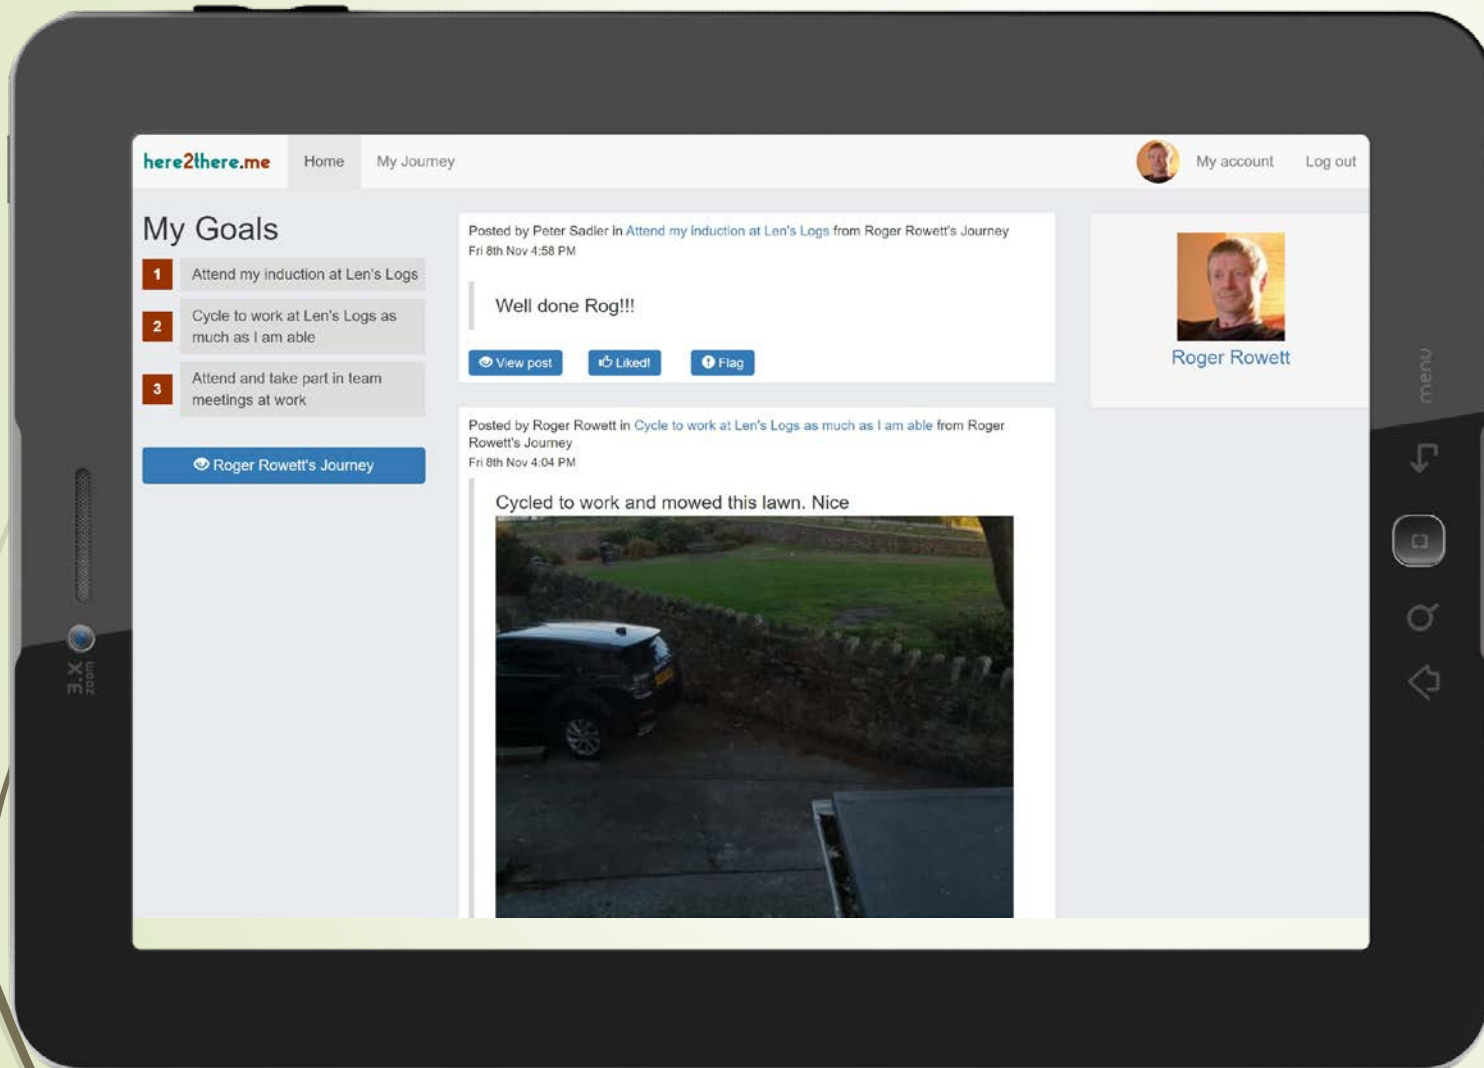 here2there.me Home My Journey My account Log out
My Goals
1 Attend my induction at Len's Logs
2 Cycle to work at Len's Logs as
much as I am able
3 Attend and take part in team
meetings at work
Roger Rowett's Journey
Posted by Peter Sadler in Attend my induction at Len's Logs from Roger Rowett's Journey
Fri 8th Nov 4:58 PM
Well done Rog!!!
View post Liked! Flag
Posted by Roger Rowett in Cycle to work at Len's Logs as much as I am able from Roger
Rowett's Journey
Fri 8th Nov 4:04 PM
Cycled to work and mowed this lawn. Nice
Roger Rowett
menu
3.X
zoom